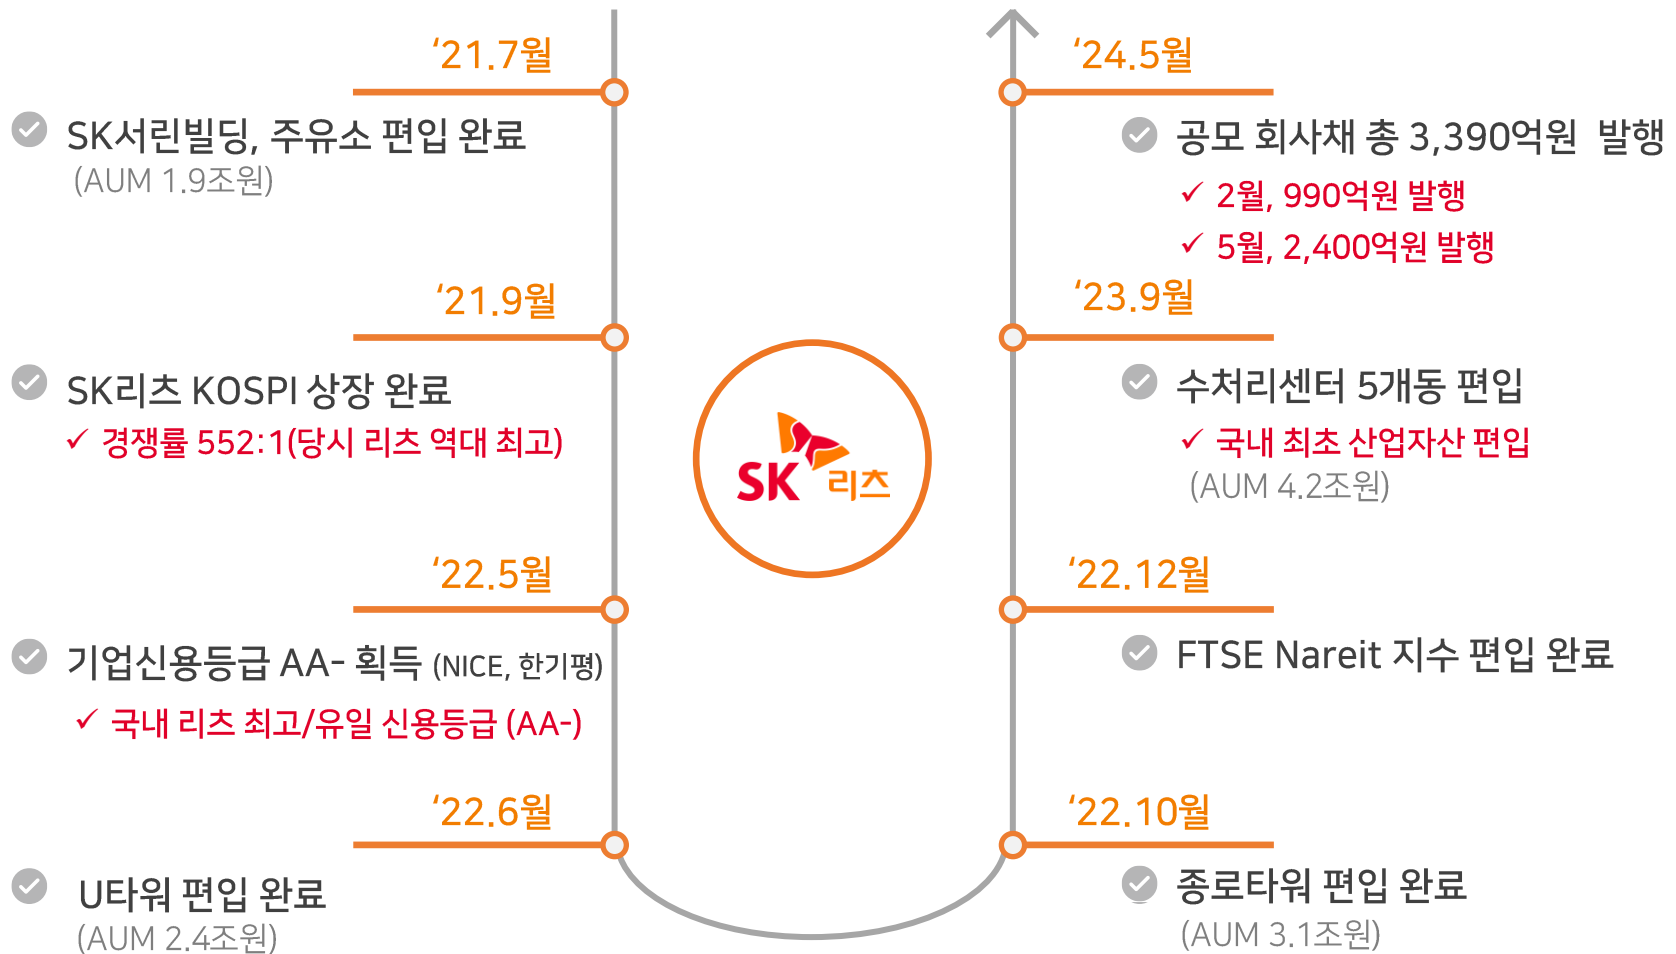 ‘21.7월
SK서린빌딩, 주유소 편입 완료
(AUM 1.9조원)
‘21.9월
SK리츠 KOSPI 상장 완료
✓ 경쟁률 552:1(당시 리츠 역대 최고)
‘22.5월
기업신용등급 AA- 획득 (NICE, 한기평)
✓ 국내 리츠 최고/유일 신용등급 (AA-)
‘22.6월
U타워 편입 완료
(AUM 2.4조원)
SK 리츠
‘24.5월
공모 회사채 총 3,390억원 발행
✓ 2월, 990억원 발행
✓ 5월, 2,400억원 발행
‘23.9월
수처리센터 5개동 편입
✓ 국내 최초 산업자산 편입
(AUM 4.2조원)
‘22.12월
FTSE Nareit 지수 편입 완료
‘22.10월
종로타워 편입 완료
(AUM 3.1조원)